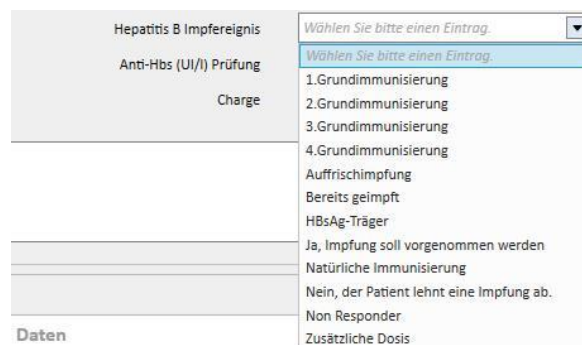 Hepatitis B Impfereignis
Wählen Sie bitte einen Eintrag.
Anti-Hbs (UI/l) Prüfung
Charge
Wählen Sie bitte einen Eintrag.
1.Grundimmunisierung
2.Grundimmunisierung
3.Grundimmunisierung
4.Grundimmunisierung
Auffrischimpfung
Bereits geimpft
HBsAg-Träger
Ja, Impfung soll vorgenommen werden
Natürliche Immunisierung
Nein, der Patient lehnt eine Impfung ab.
Non Responder
Zusätzliche Dosis
Daten